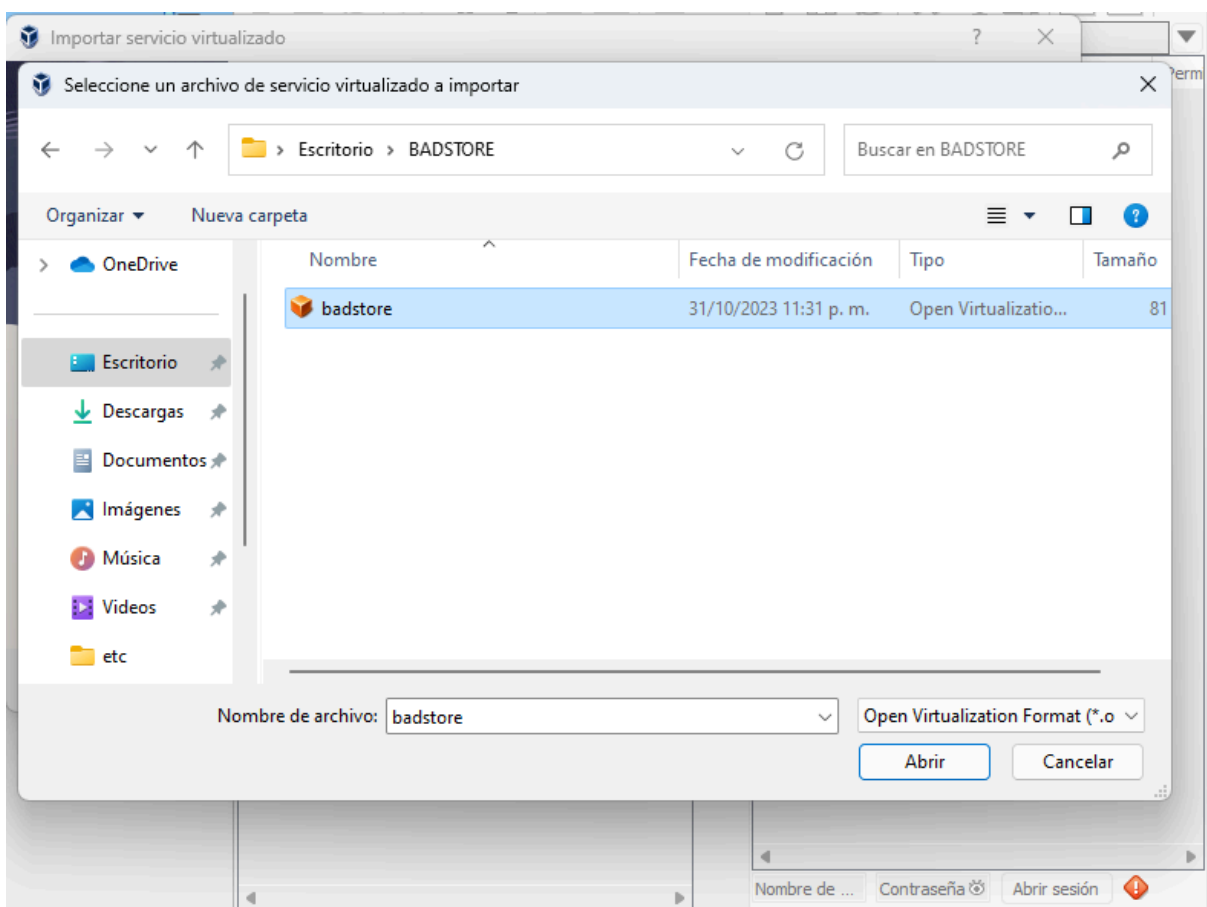 Importar servicio virtualizado
Seleccione un archivo de servicio virtualizado a importar
Perm
Escritorio > BADSTORE
Buscar en BADSTORE
Organizar
Nueva carpeta
OneDrive
Nombre
Fecha de modificación
Tipo
Tamaño
badstore
31/10/2023 11:31 p. m.
Open Virtualizatio...
81
Escritorio
Descargas
Documentos
Imágenes
Música
Videos
etc
Nombre de archivo: badstore
Open Virtualization Format (*.o
Abrir
Cancelar
Nombre de ...
Contraseña
Abrir sesión